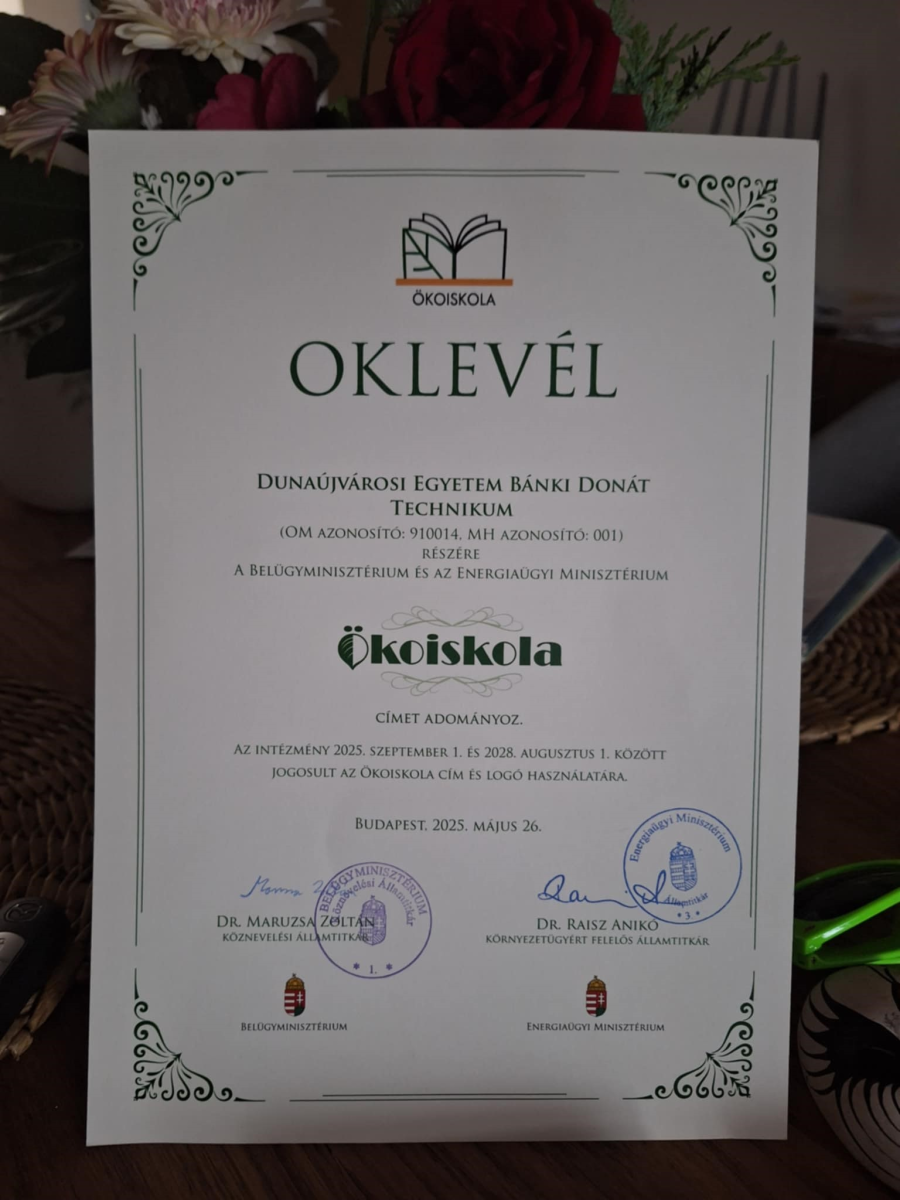 ÖKOISKOLA
OKLEVÉL
DUNAÚJVÁROSI EGYETEM BÁNKI DONÁT
TECHNIKUM
(OM AZONOSÍTÓ: 910014, MH AZONOSÍTÓ: 001)
RÉSZÉRE
A BELÜGYMINISZTÉRIUM ÉS AZ ENERGIAÜGYI MINISZTÉRIUM
Ökoiskola
CÍMET ADOMÁNYOZ.
AZ INTÉZMÉNY 2025. SZEPTEMBER 1. ÉS 2028. AUGUSZTUS 1. KÖZÖTT
JOGOSULT AZ ÖKOISKOLA CÍM ÉS LOGÓ HASZNÁLATÁRA.
BUDAPEST, 2025. MÁJUS 26.
BELÜGYMINISZTÉRIUM
Köznevelési Államtitkár
* 1. *
Energiaügyi Minisztérium
Államtitkár
* 3. *
DR. MARUZSA ZOLTÁN
KÖZNEVELÉSI ÁLLAMTITKÁR
DR. RAISZ ANIKÓ
KÖRNYEZETÜGYÉRT FELELŐS ÁLLAMTITKÁR
BELÜGYMINISZTÉRIUM
ENERGIAÜGYI MINISZTÉRIUM